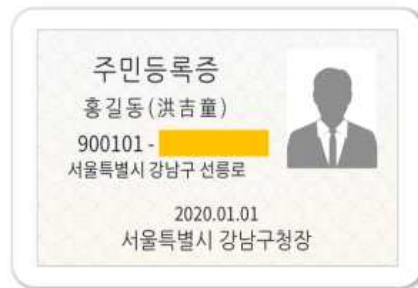 주민등록증
홍길동(洪吉童)
900101 -
서울특별시 강남구 선릉로
2020.01.01
서울특별시 강남구청장